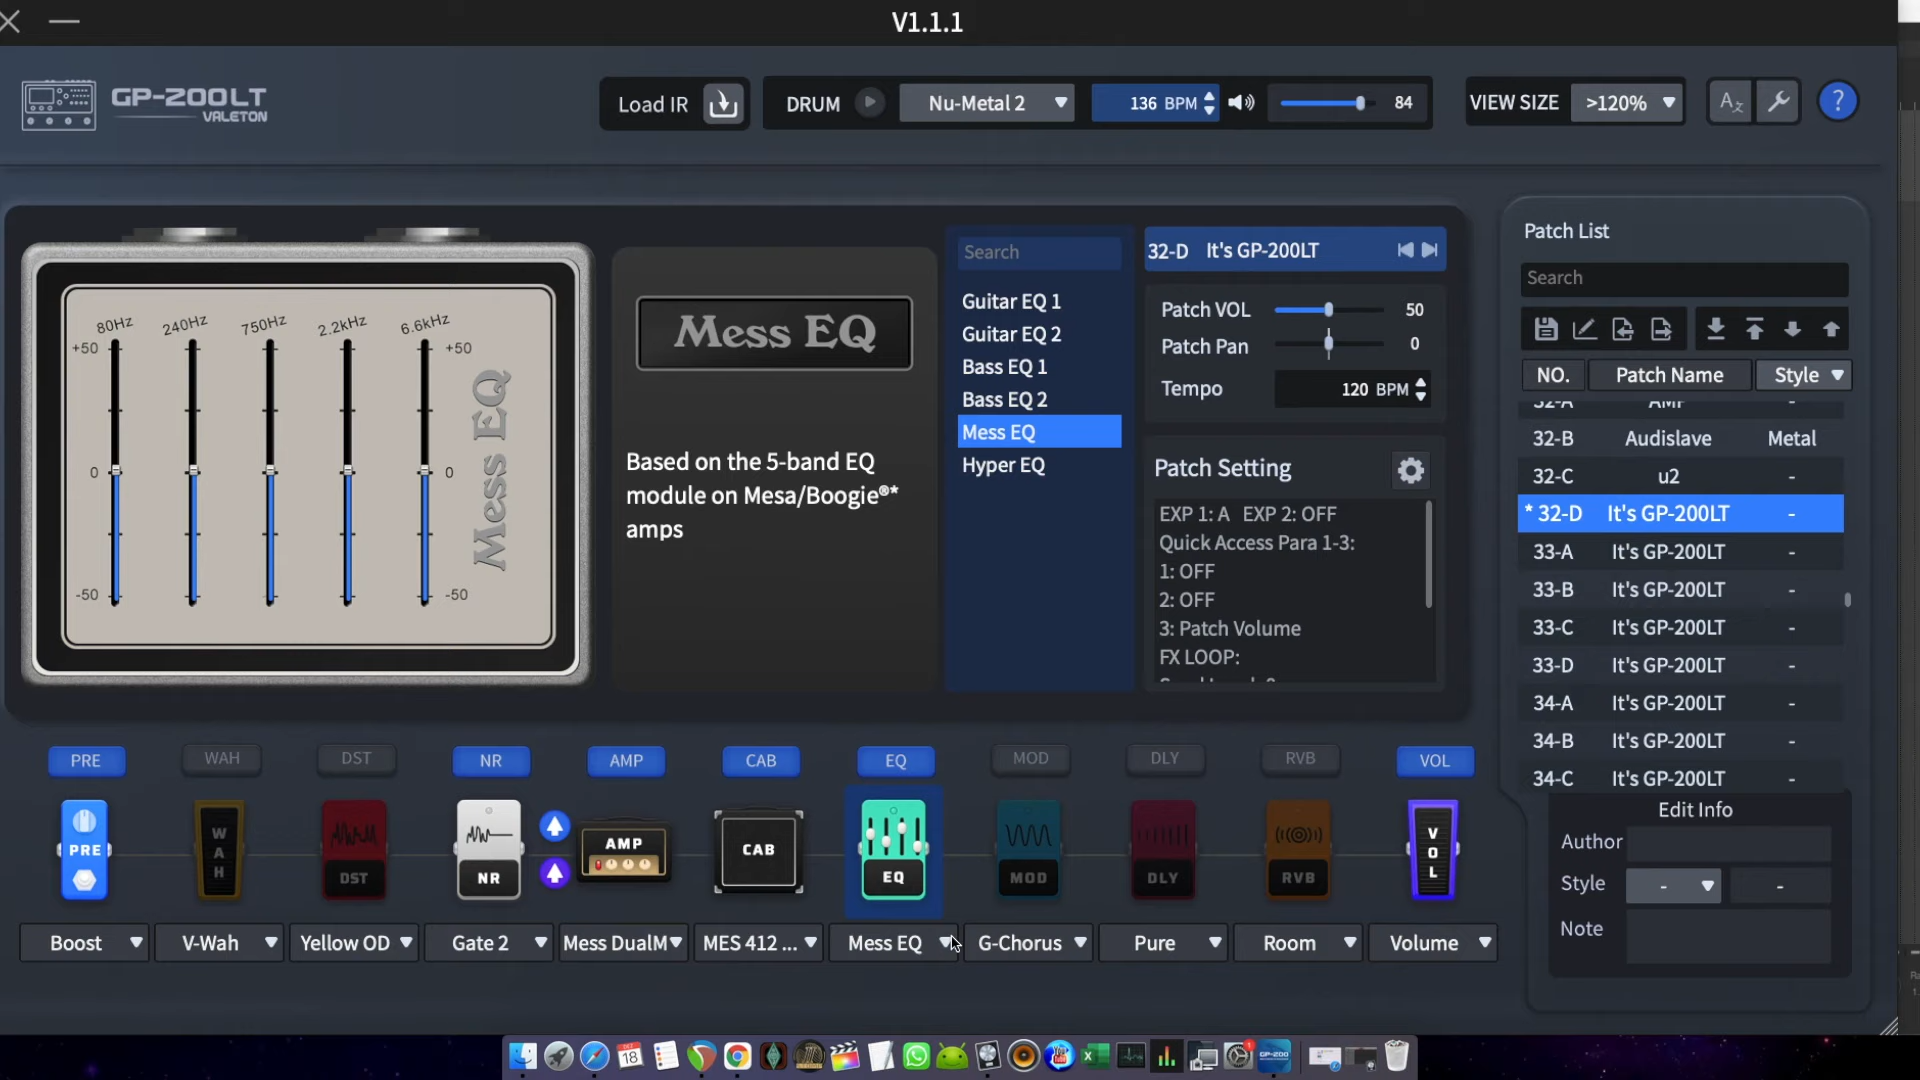 V1.1.1
GP-200LT
VALETON
Load IR
DRUM
Nu-Metal 2
136 BPM
84
VIEW SIZE
>120%
Az
?
80Hz 240Hz 750Hz 2.2kHz 6.6kHz
+50 +50
0 0
-50 -50
Mess EQ
Mess EQ
Based on the 5-band EQ
module on Mesa/Boogie®*
amps
Search
Guitar EQ 1
Guitar EQ 2
Bass EQ 1
Bass EQ 2
Mess EQ
Hyper EQ
32-D It's GP-200LT
Patch VOL 50
Patch Pan 0
Tempo 120 BPM
Patch Setting
EXP 1: A EXP 2: OFF
Quick Access Para 1-3:
1: OFF
2: OFF
3: Patch Volume
FX LOOP:
Patch List
Search
NO. Patch Name Style
32-A AMP -
32-B Audislave Metal
32-C u2 -
* 32-D It's GP-200LT -
33-A It's GP-200LT -
33-B It's GP-200LT -
33-C It's GP-200LT -
33-D It's GP-200LT -
34-A It's GP-200LT -
34-B It's GP-200LT -
34-C It's GP-200LT -
Edit Info
Author
Style - -
Note
PRE WAH DST NR AMP CAB EQ MOD DLY RVB VOL
PRE WAH DST NR AMP CAB EQ MOD DLY RVB VOL
Boost V-Wah Yellow OD Gate 2 Mess DualM MES 412 ... Mess EQ G-Chorus Pure Room Volume
18
GP-200
1